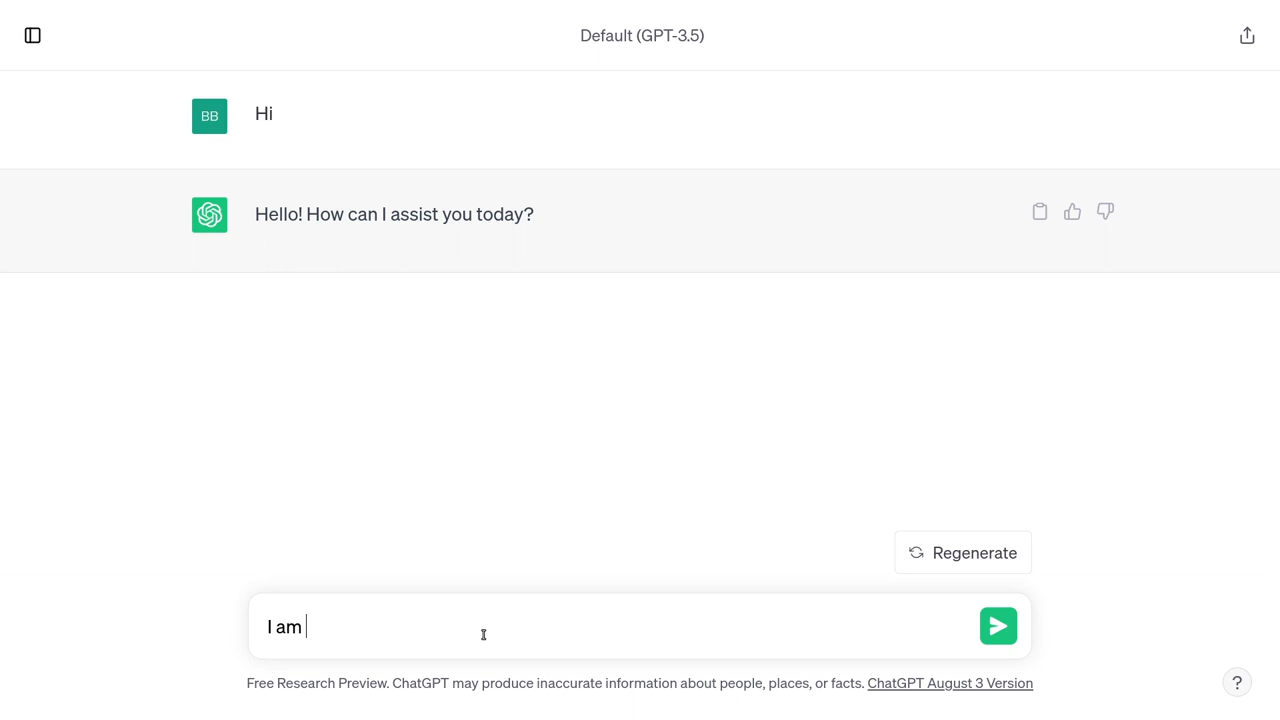 Default (GPT-3.5)
BB
Hi
Hello! How can I assist you today?
Regenerate
I am
Free Research Preview. ChatGPT may produce inaccurate information about people, places, or facts. ChatGPT August 3 Version
?